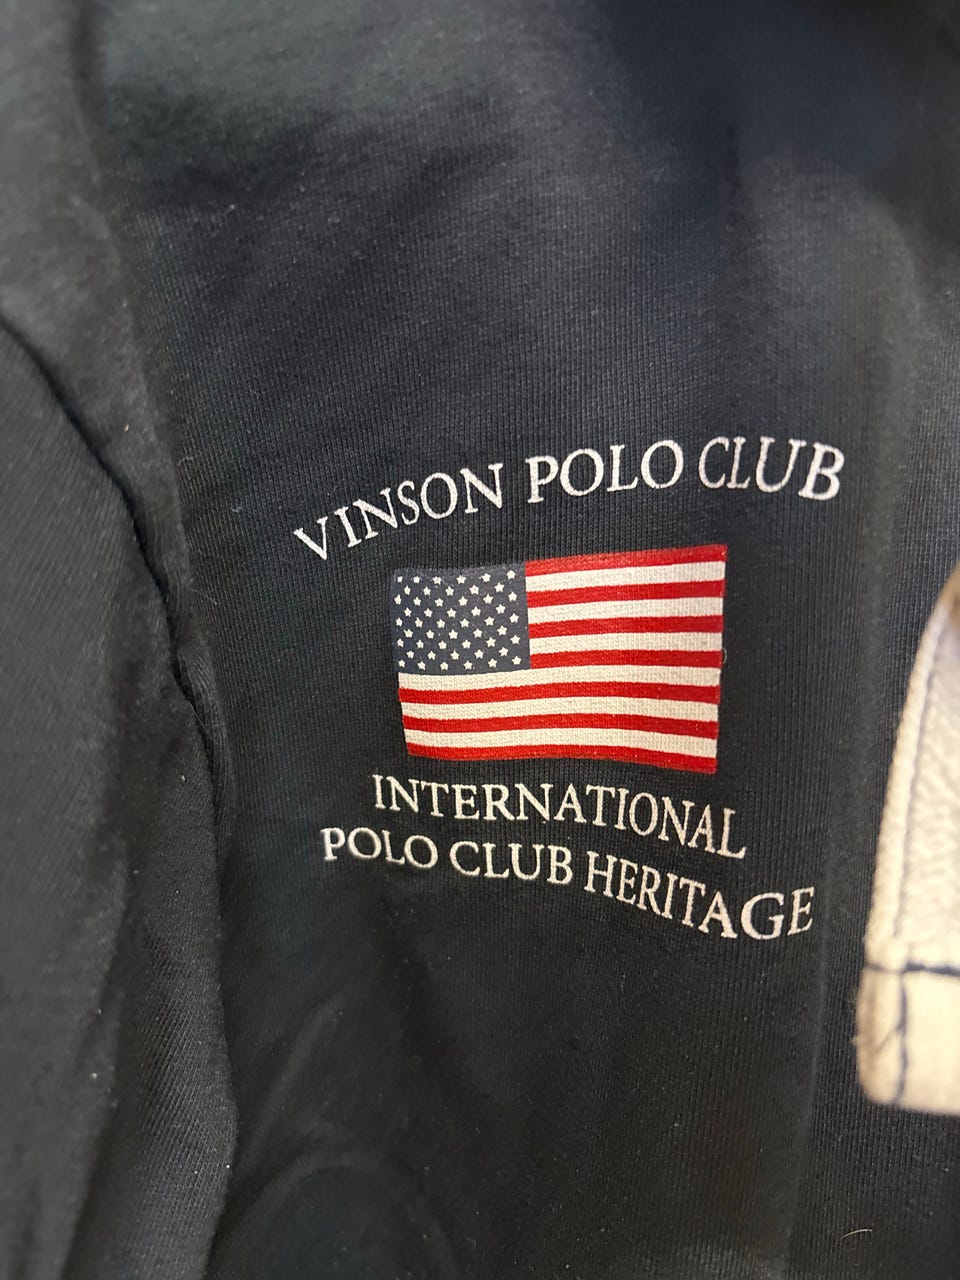 VINSON POLO CLUB
INTERNATIONAL
POLO CLUB HERITAGE